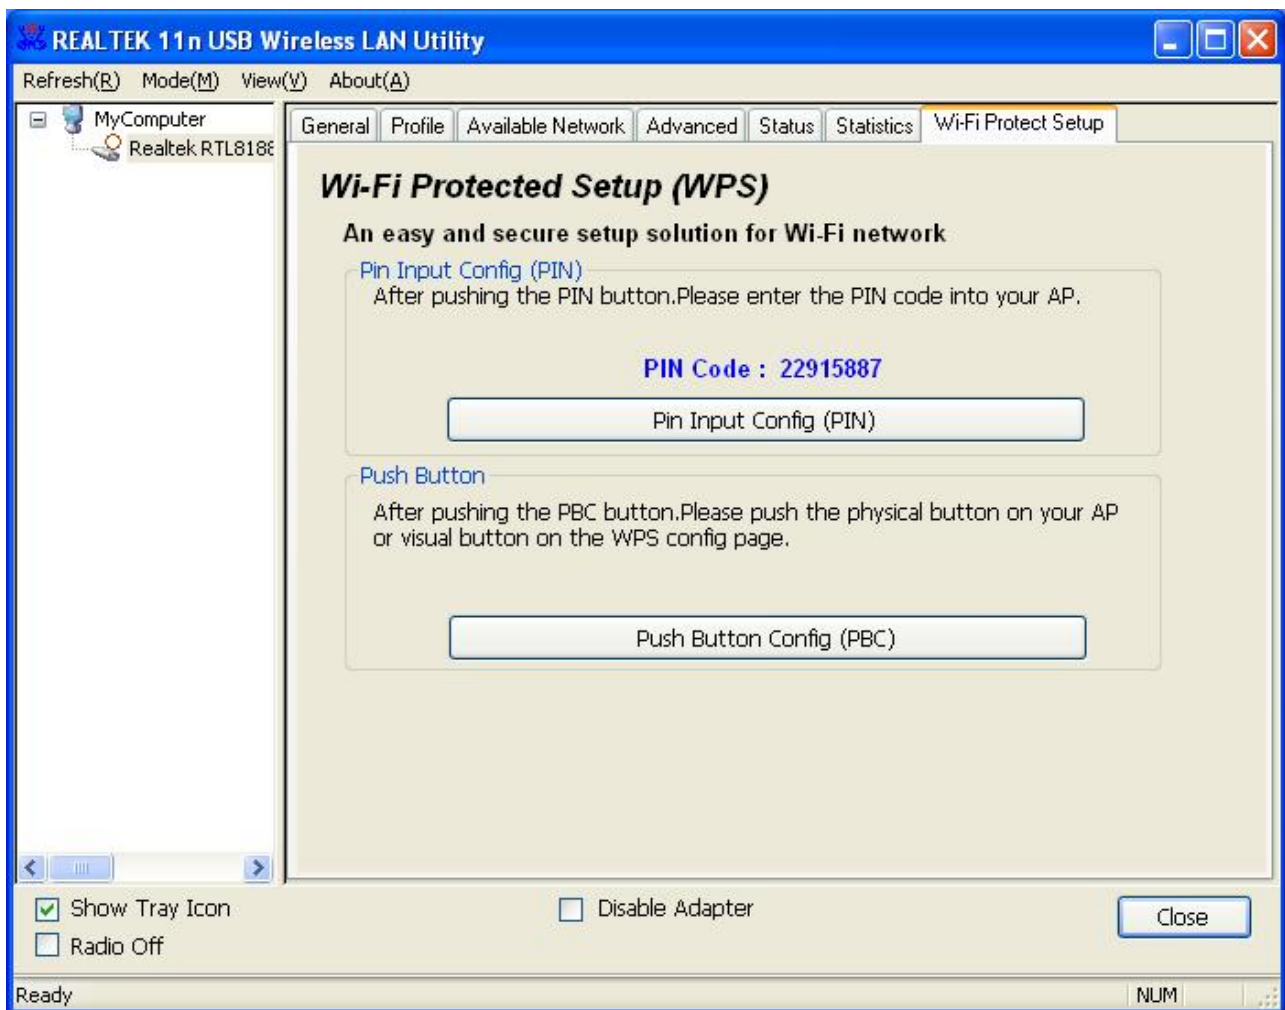 REALTEK 11n USB Wireless LAN Utility
Refresh(R) Mode(M) View(V) About(A)
MyComputer
Realtek RTL8188
General Profile Available Network Advanced Status Statistics Wi-Fi Protect Setup
Wi-Fi Protected Setup (WPS)
An easy and secure setup solution for Wi-Fi network
Pin Input Config (PIN)
After pushing the PIN button.Please enter the PIN code into your AP.
PIN Code : 22915887
Pin Input Config (PIN)
Push Button
After pushing the PBC button.Please push the physical button on your AP
or visual button on the WPS config page.
Push Button Config (PBC)
Show Tray Icon
Disable Adapter
Close
Radio Off
Ready
NUM